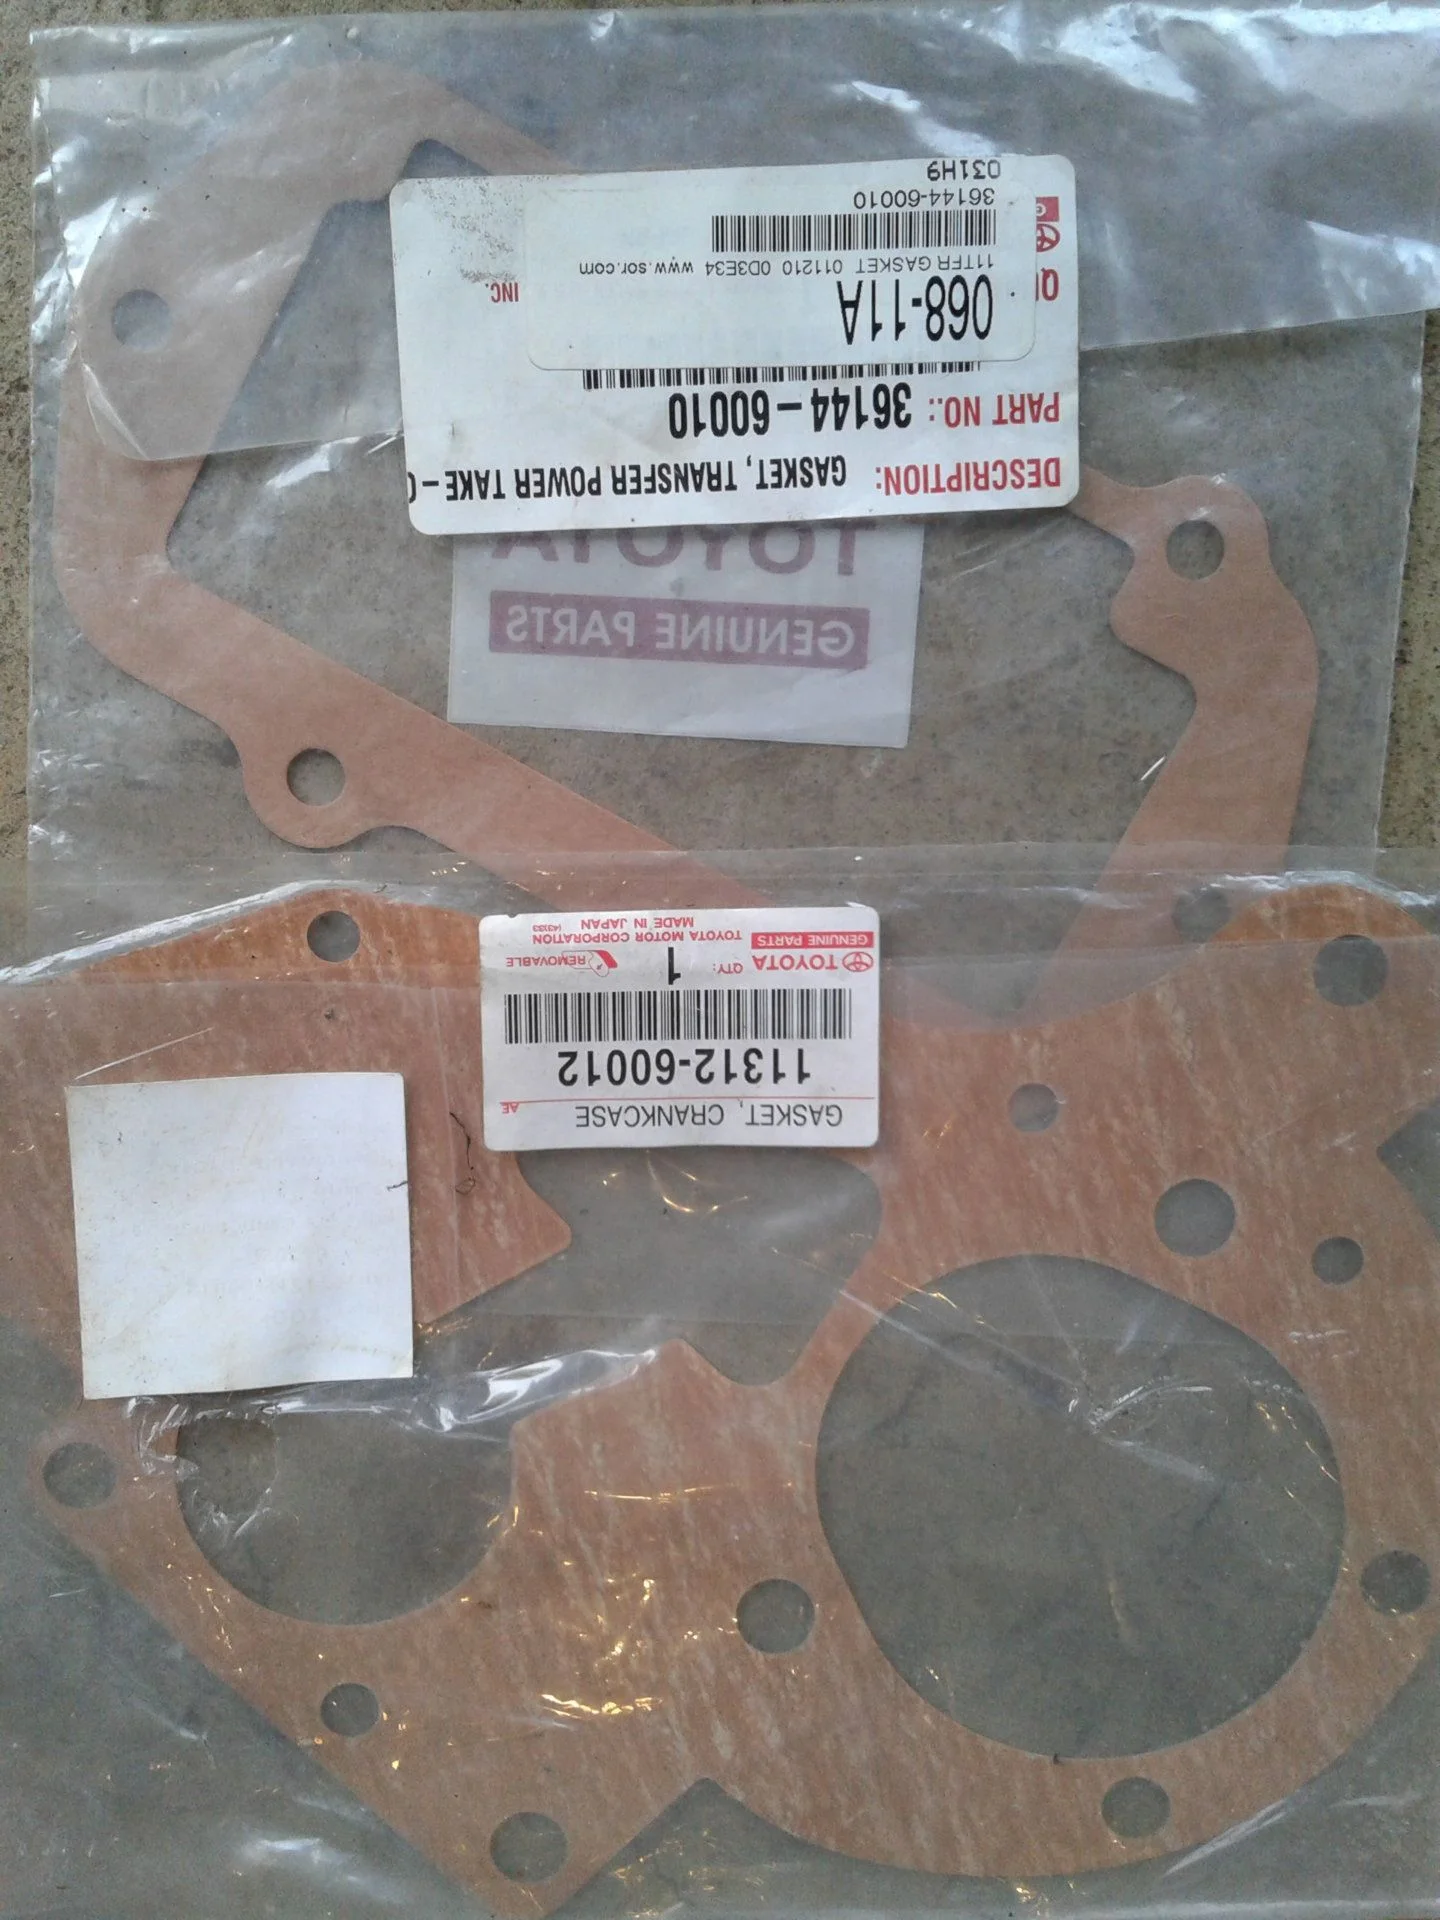 GASKET, CRANKCASE
AE
11312-60012
TOYOTA QTY: 1 REMOVABLE
GENUINE PARTS TOYOTA MOTOR CORPORATION
MADE IN JAPAN
GENUINE PARTS
TOYOTA
DESCRIPTION: GASKET, TRANSFER POWER TAKE-
PART NO.: 36144-60010
068-11A
INC.
11TFR GASKET 011210 0D3E34 www.sor.com
36144-60010
031H9